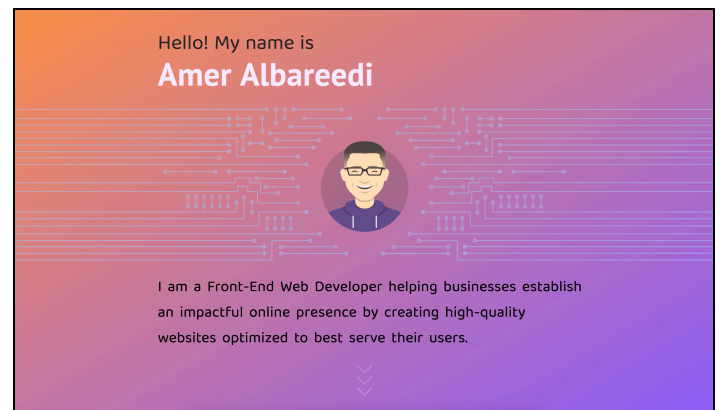 Hello! My name is
Amer Albareedi
I am a Front-End Web Developer helping businesses establish
an impactful online presence by creating high-quality
websites optimized to best serve their users.